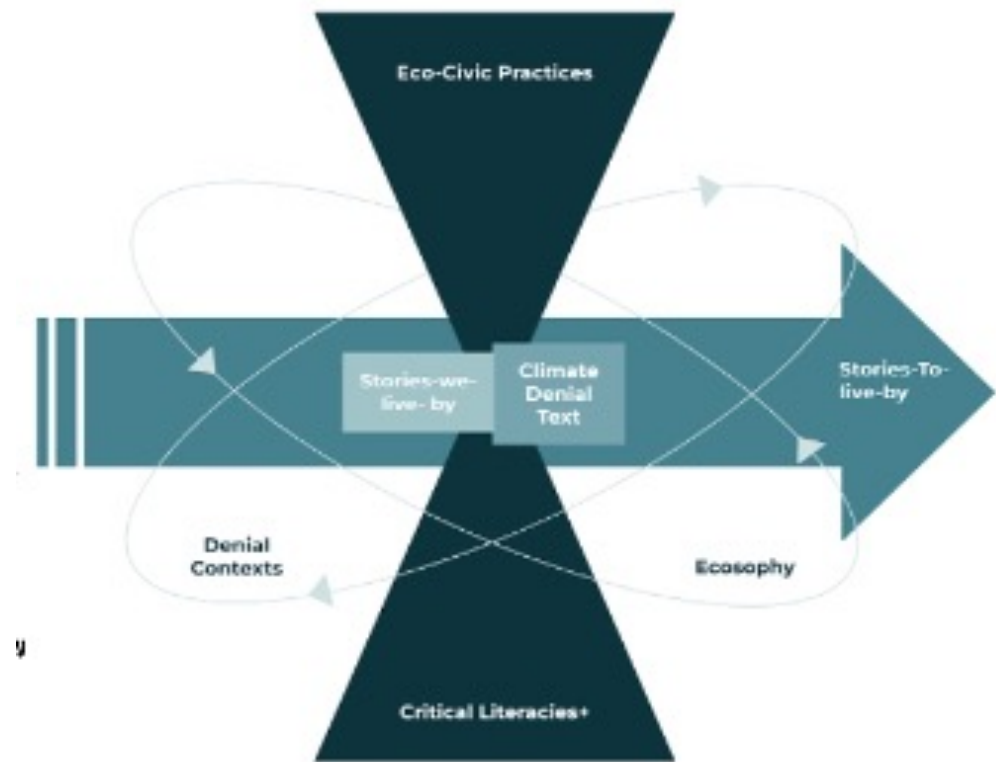 Eco-Civic Practices
Stories-we-
live- by
Climate
Denial
Text
Stories-To-
live-by
Denial
Contexts
Ecosophy
y
Critical Literacies+